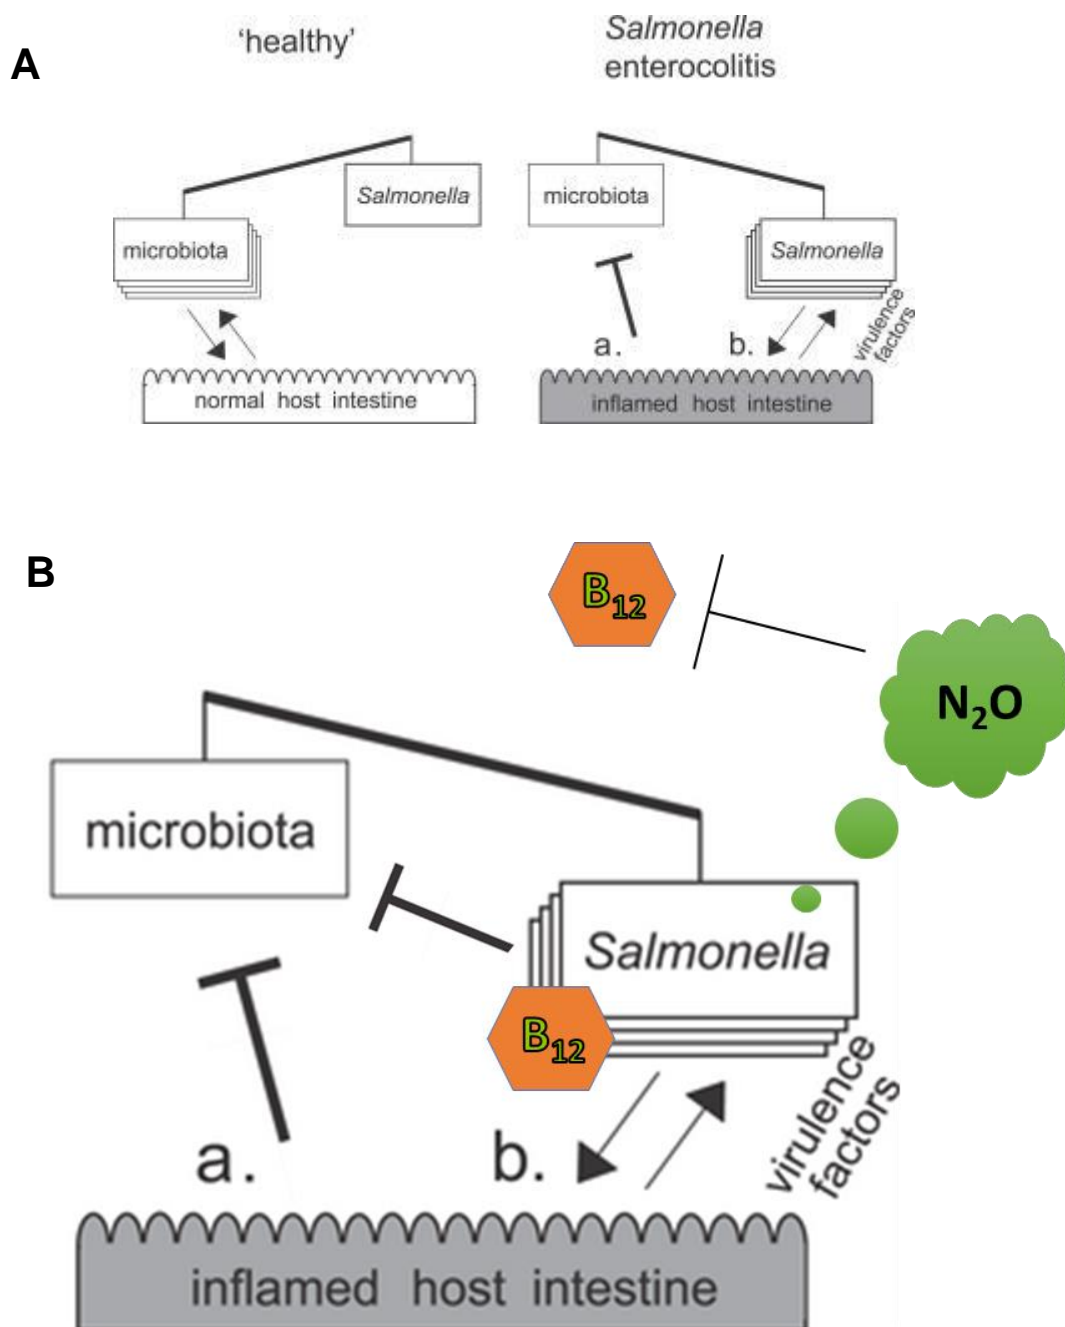 A
'healthy'
Salmonella
enterocolitis
microbiota
Salmonella
microbiota
Salmonella
a.
b.
virulence
factors
normal host intestine
inflamed host intestine
B
B₁₂
N₂O
microbiota
Salmonella
B₁₂
a.
b.
virulence
factors
inflamed host intestine